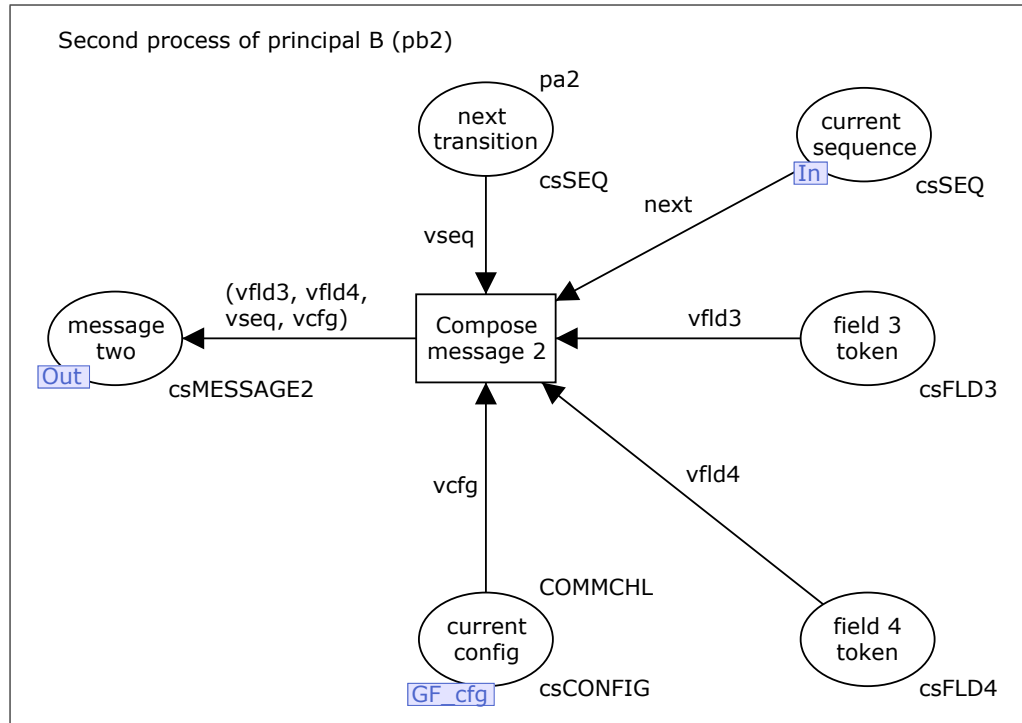 Second process of principal B (pb2)
pa2
next
transition
csSEQ
current
sequence
In
csSEQ
next
vseq
(vfld3, vfld4,
vseq, vcfg)
message
two
Out
csMESSAGE2
Compose
message 2
vfld3
field 3
token
csFLD3
vcfg
vfld4
COMMCHL
current
config
GF_cfg
csCONFIG
field 4
token
csFLD4